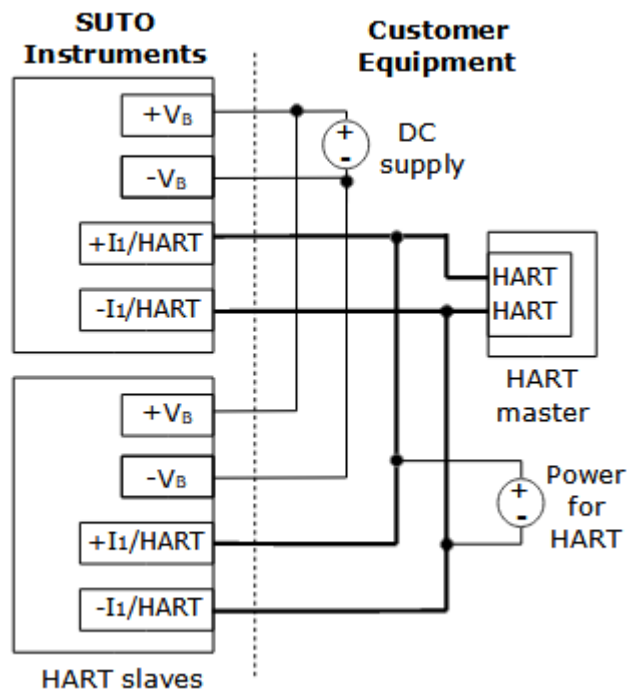 SUTO
Instruments
Customer
Equipment
+VB
-VB
+I1/HART
-I1/HART
+
-
DC
supply
HART
HART
HART
master
+VB
-VB
+I1/HART
-I1/HART
+
-
Power
for
HART
HART slaves